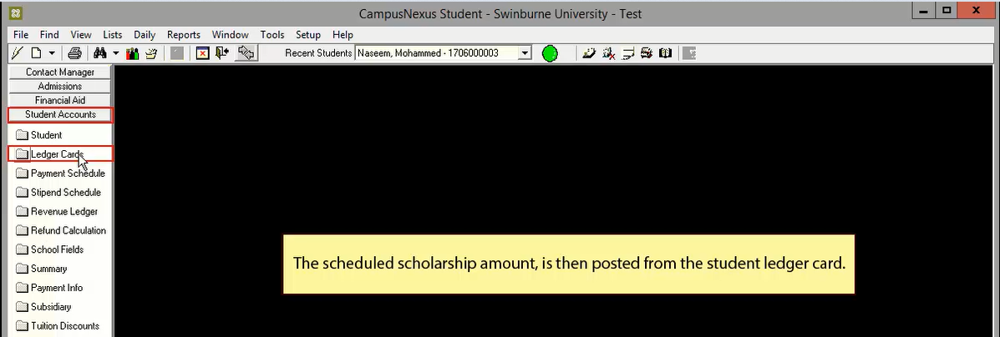 CampusNexus Student - Swinburne University - Test
File Find View Lists Daily Reports Window Tools Setup Help
Recent Students Naseem, Mohammed - 1706000003
Contact Manager
Admissions
Financial Aid
Student Accounts
Student
Ledger Cards
Payment Schedule
Stipend Schedule
Revenue Ledger
Refund Calculation
School Fields
The scheduled scholarship amount, is then posted from the student ledger card.
Summary
Payment Info
Subsidiary
Tuition Discounts